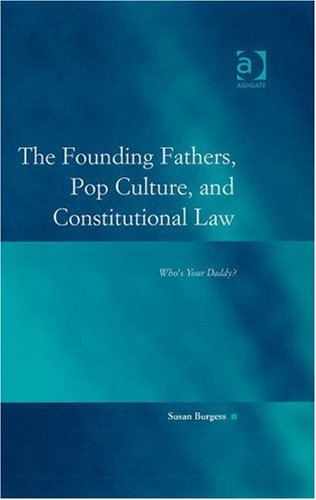 a
ASHGATE
The Founding Fathers,
Pop Culture, and
Constitutional Law
Who's Your Daddy?
Susan Burgess